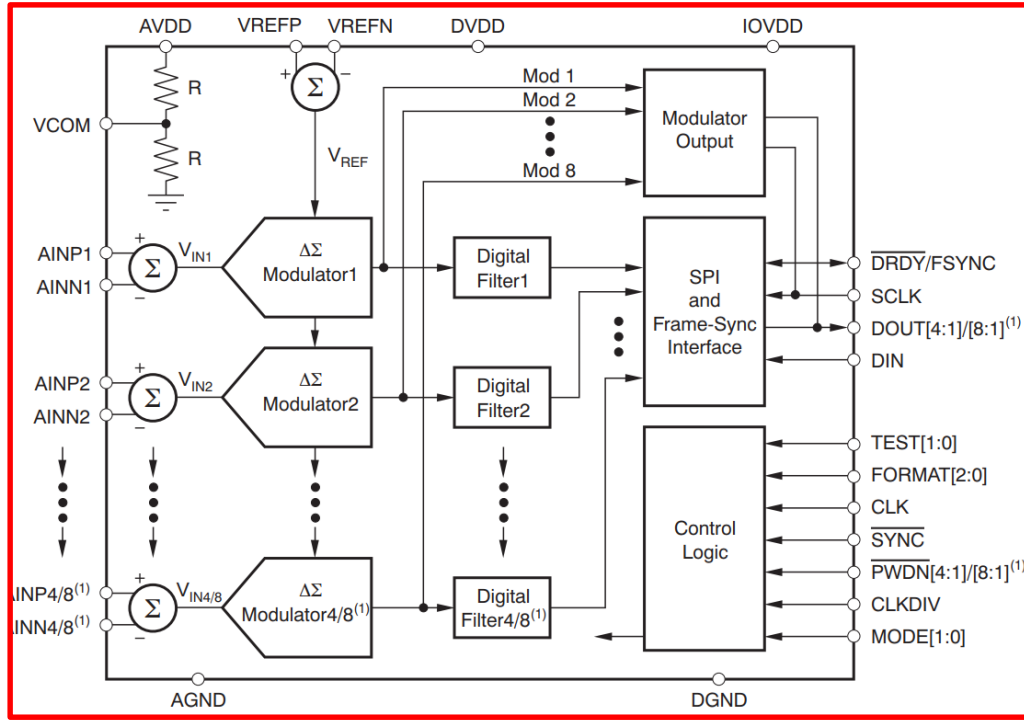 AVDD
VREFP
VREFN
DVDD
IOVDD
+
−
Σ
R
Mod 1
Mod 2
Modulator
Output
VCOM
R
VREF
Mod 8
AINP1
+
Σ
VIN1
ΔΣ
Modulator1
Digital
Filter1
SPI
and
Frame-Sync
Interface
DRDY/FSYNC
AINN1
−
SCLK
DOUT[4:1]/[8:1](1)
DIN
AINP2
+
Σ
VIN2
ΔΣ
Modulator2
Digital
Filter2
AINN2
−
TEST[1:0]
FORMAT[2:0]
CLK
Control
Logic
SYNC
PWDN[4:1]/[8:1](1)
CLKDIV
MODE[1:0]
AINP4/8(1)
+
Σ
VIN4/8
ΔΣ
Modulator4/8(1)
Digital
Filter4/8(1)
AINN4/8(1)
−
AGND
DGND